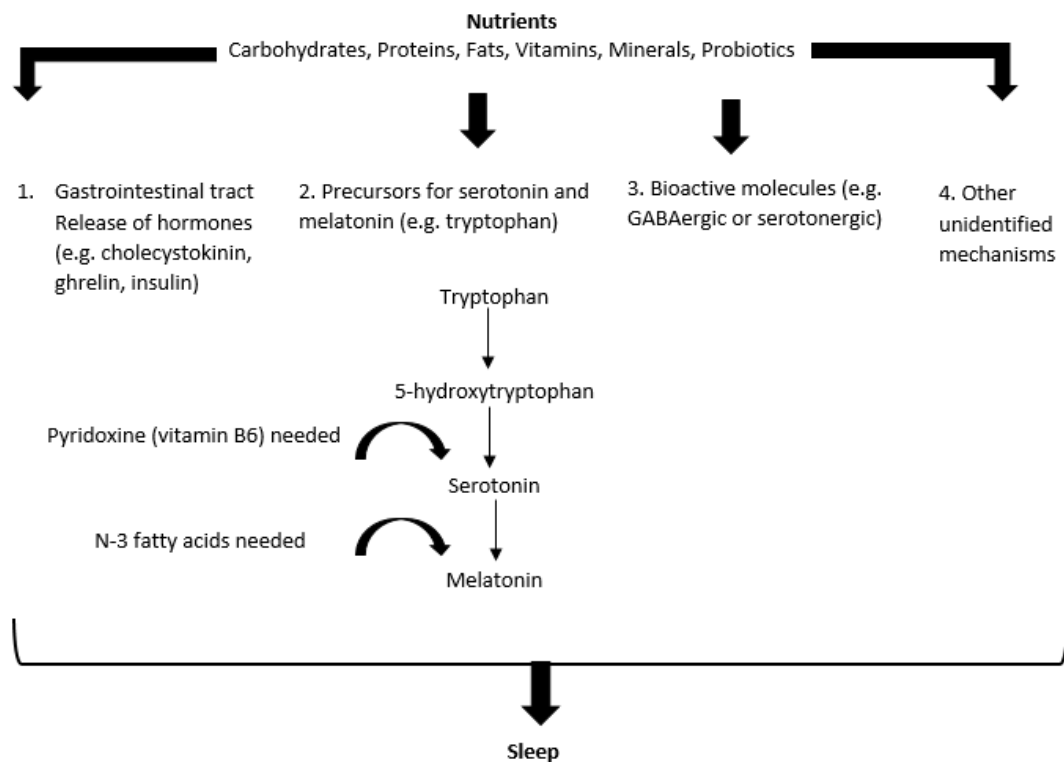 Nutrients
Carbohydrates, Proteins, Fats, Vitamins, Minerals, Probiotics
1. Gastrointestinal tract
Release of hormones
(e.g. cholecystokinin,
ghrelin, insulin)
2. Precursors for serotonin and
melatonin (e.g. tryptophan)
3. Bioactive molecules (e.g.
GABAergic or serotonergic)
4. Other
unidentified
mechanisms
Tryptophan
5-hydroxytryptophan
Pyridoxine (vitamin B6) needed
Serotonin
N-3 fatty acids needed
Melatonin
Sleep